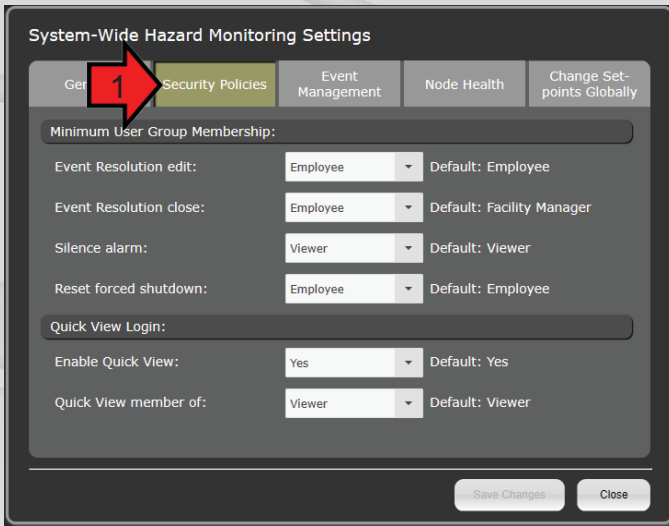 System-Wide Hazard Monitoring Settings
1
Security Policies
Event
Management
Node Health
Change Set-
points Globally
Minimum User Group Membership:
Event Resolution edit: Employee Default: Employee
Event Resolution close: Employee Default: Facility Manager
Silence alarm: Viewer Default: Viewer
Reset forced shutdown: Employee Default: Employee
Quick View Login:
Enable Quick View: Yes Default: Yes
Quick View member of: Viewer Default: Viewer
Save Changes Close